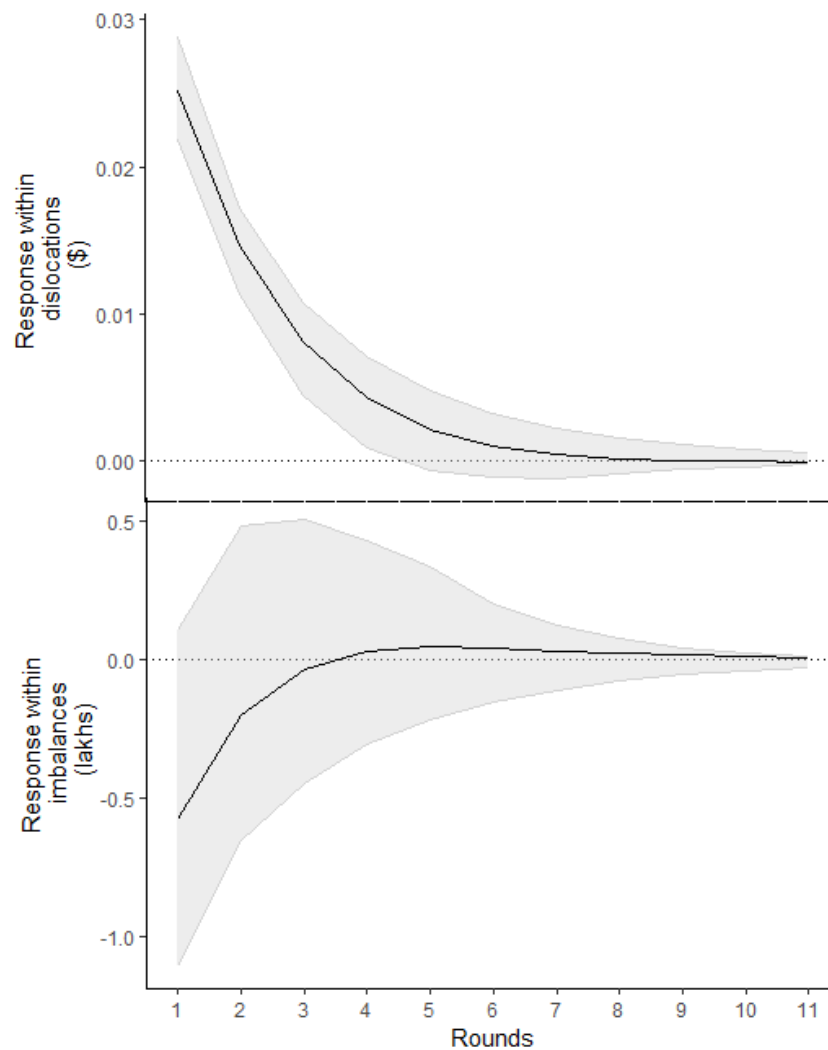 0.03
0.02
0.01
0.00
Response within
dislocations
($)
0.5
0.0
-0.5
-1.0
Response within
imbalances
(lakhs)
1 2 3 4 5 6 7 8 9 10 11
Rounds